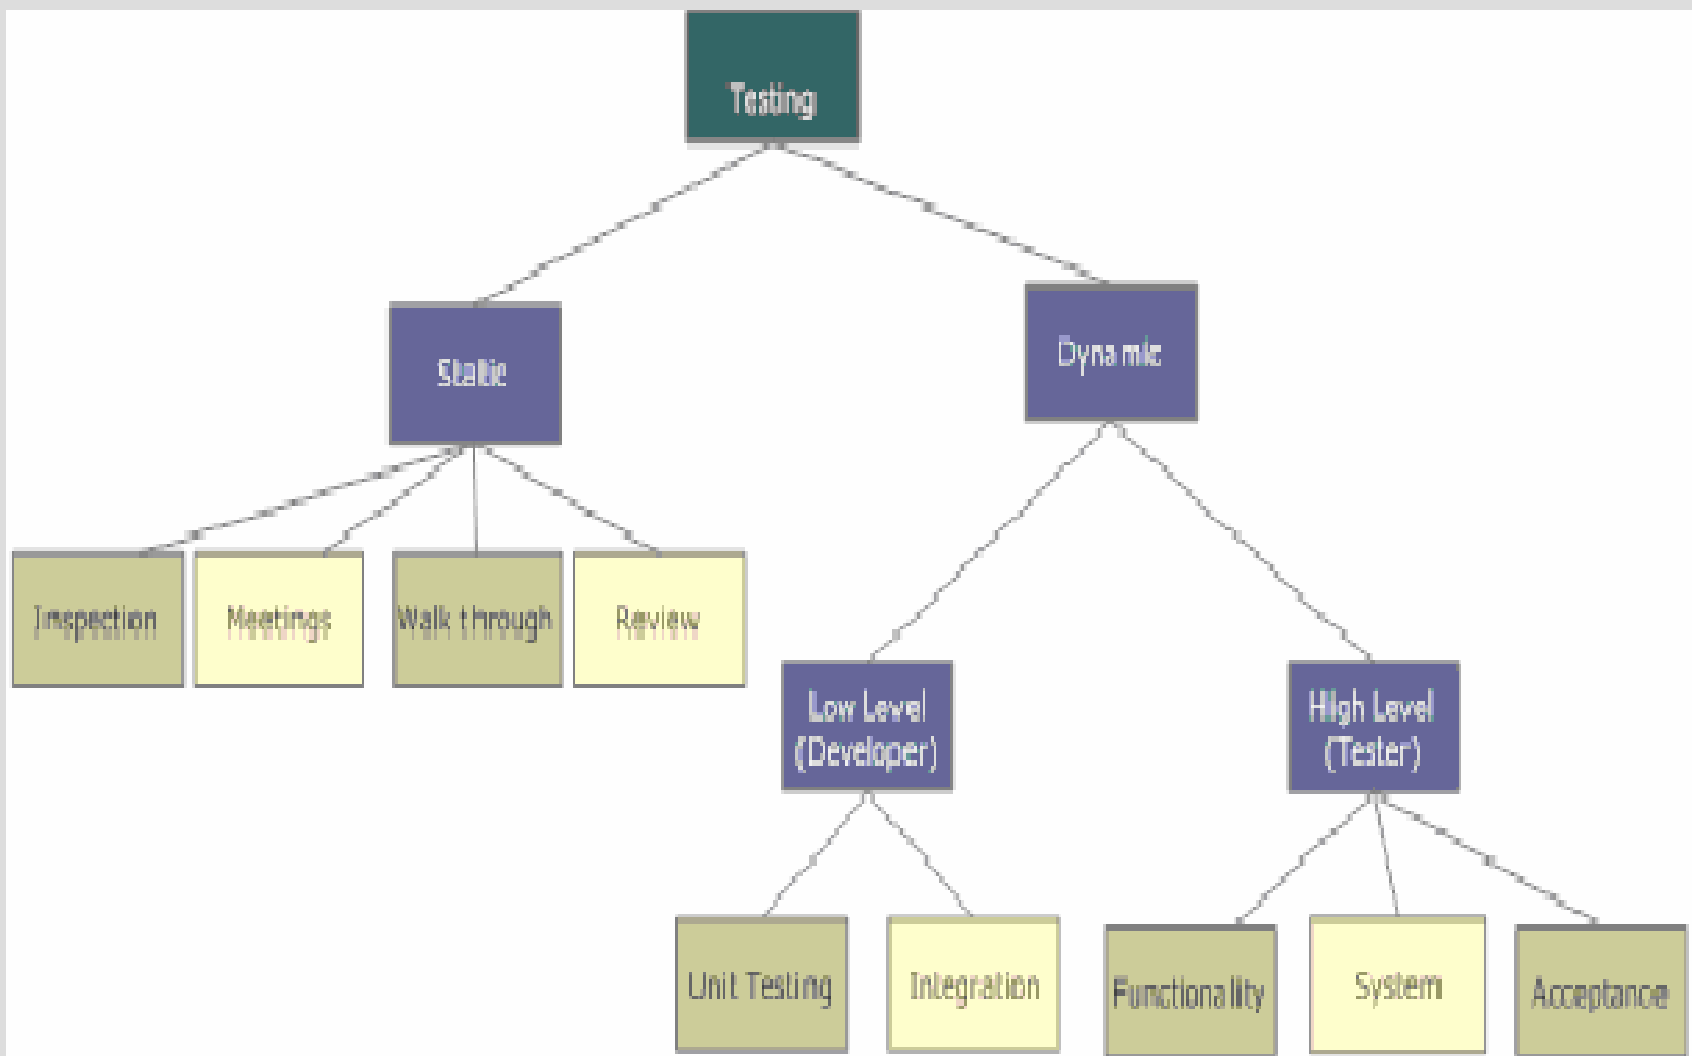 Testing
Static
Dynamic
Inspection
Meetings
Walk through
Review
Low Level
(Developer)
High Level
(Tester)
Unit Testing
Integration
Functionality
System
Acceptance